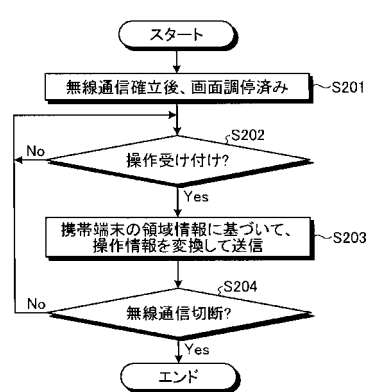 スタート
無線通信確立後、画面調停済み
S201
S202
操作受け付け?
No
Yes
携帯端末の領域情報に基づいて、
操作情報を変換して送信
S203
S204
無線通信切断?
No
Yes
エンド